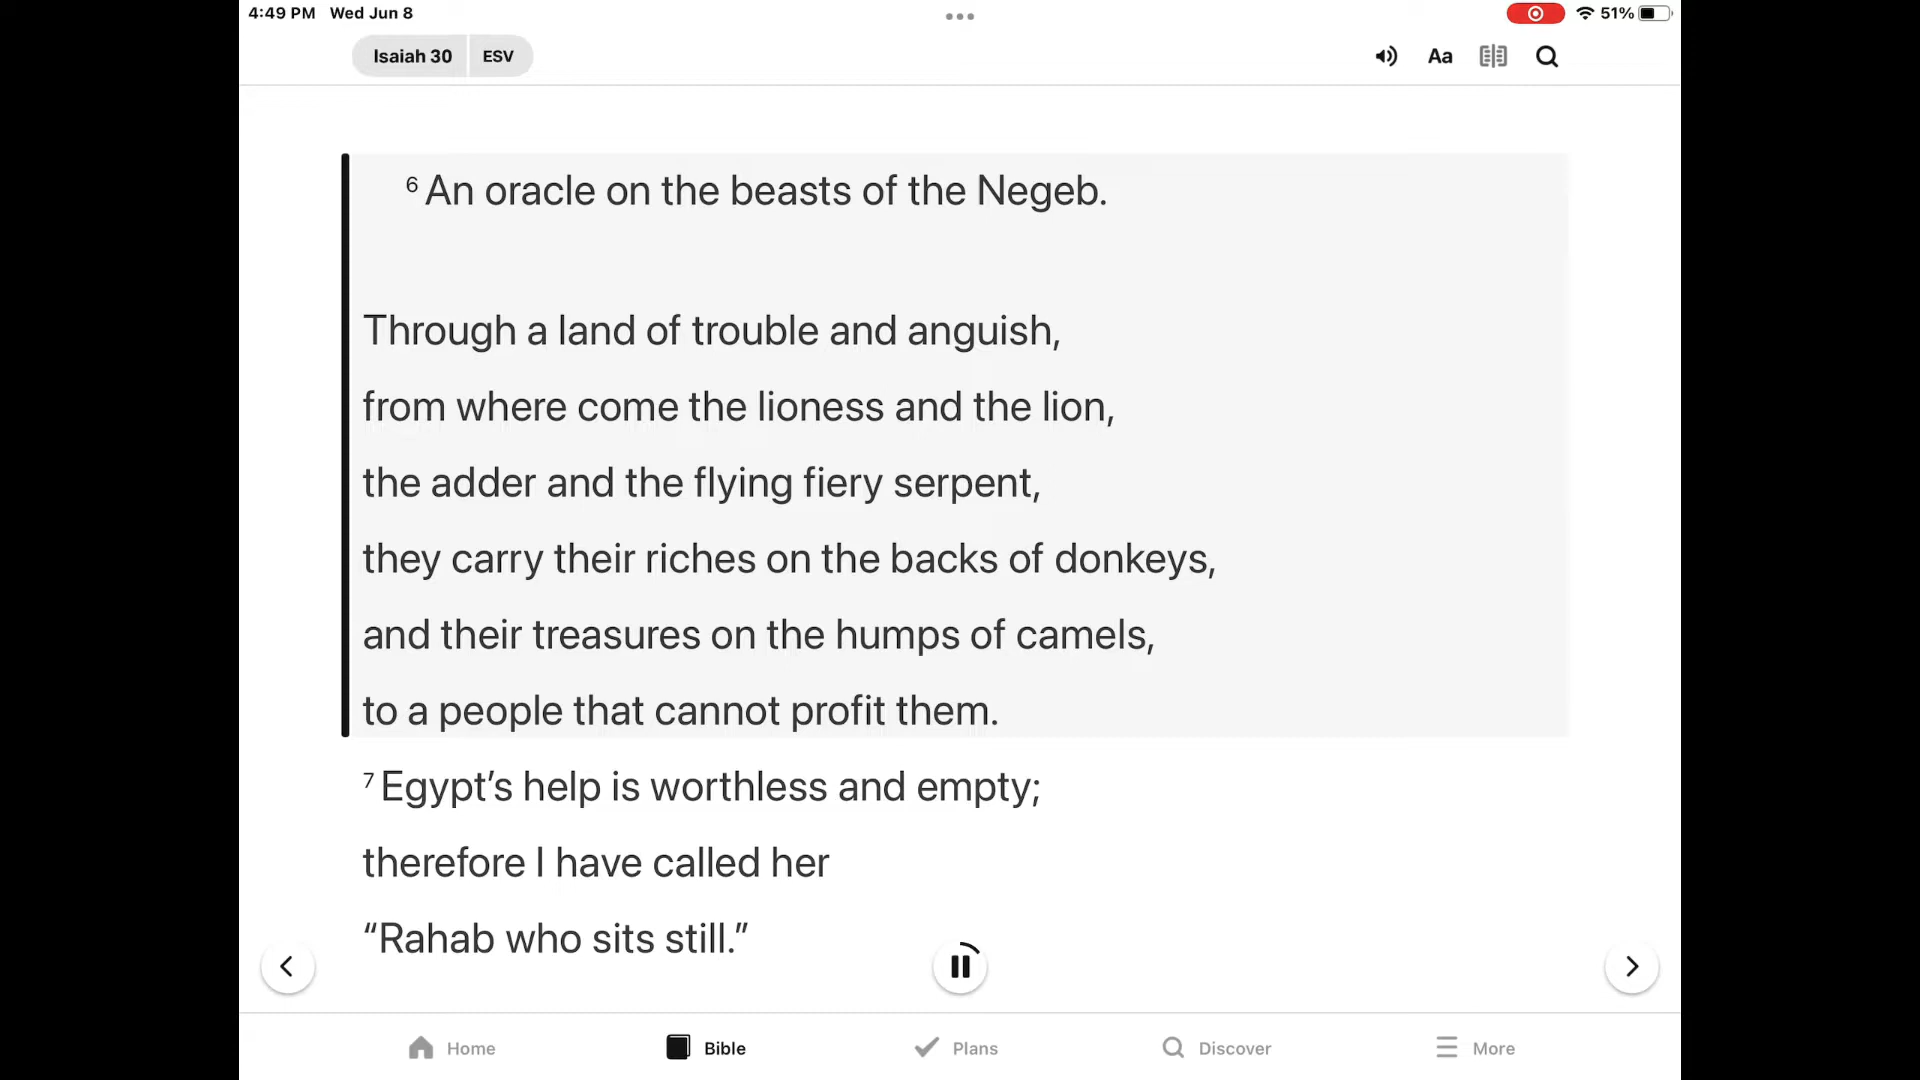 4:49 PM Wed Jun 8
51%
Isaiah 30 ESV
Aa
6 An oracle on the beasts of the Negeb.
Through a land of trouble and anguish,
from where come the lioness and the lion,
the adder and the flying fiery serpent,
they carry their riches on the backs of donkeys,
and their treasures on the humps of camels,
to a people that cannot profit them.
7 Egypt’s help is worthless and empty;
therefore I have called her
“Rahab who sits still.”
Home Bible Plans Discover More